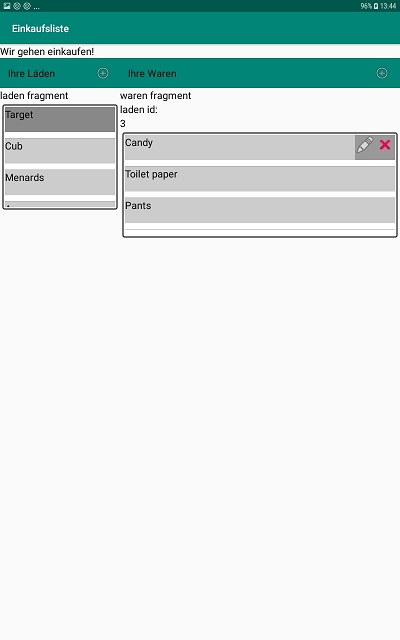 96% 13:44
Einkaufsliste
Wir gehen einkaufen!
Ihre Läden
Ihre Waren
laden fragment
Target
Cub
Menards
waren fragment
laden id:
3
Candy
Toilet paper
Pants